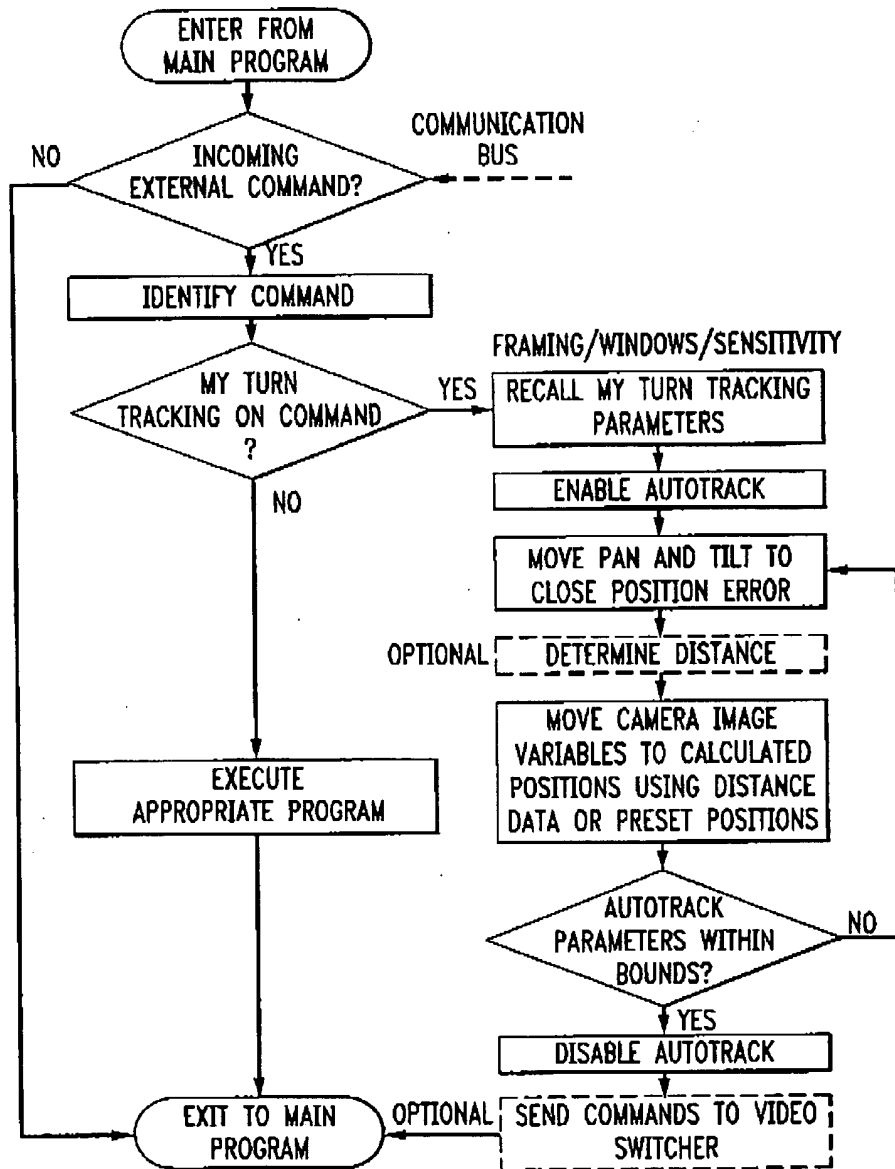 ENTER FROM
MAIN PROGRAM
COMMUNICATION
BUS
NO
INCOMING
EXTERNAL COMMAND?
YES
IDENTIFY COMMAND
FRAMING/WINDOWS/SENSITIVITY
MY TURN
TRACKING ON COMMAND
?
YES
RECALL MY TURN TRACKING
PARAMETERS
ENABLE AUTOTRACK
NO
MOVE PAN AND TILT TO
CLOSE POSITION ERROR
OPTIONAL
DETERMINE DISTANCE
MOVE CAMERA IMAGE
VARIABLES TO CALCULATED
POSITIONS USING DISTANCE
DATA OR PRESET POSITIONS
EXECUTE
APPROPRIATE PROGRAM
AUTOTRACK
PARAMETERS WITHIN
BOUNDS?
NO
YES
DISABLE AUTOTRACK
EXIT TO MAIN
PROGRAM
OPTIONAL
SEND COMMANDS TO VIDEO
SWITCHER